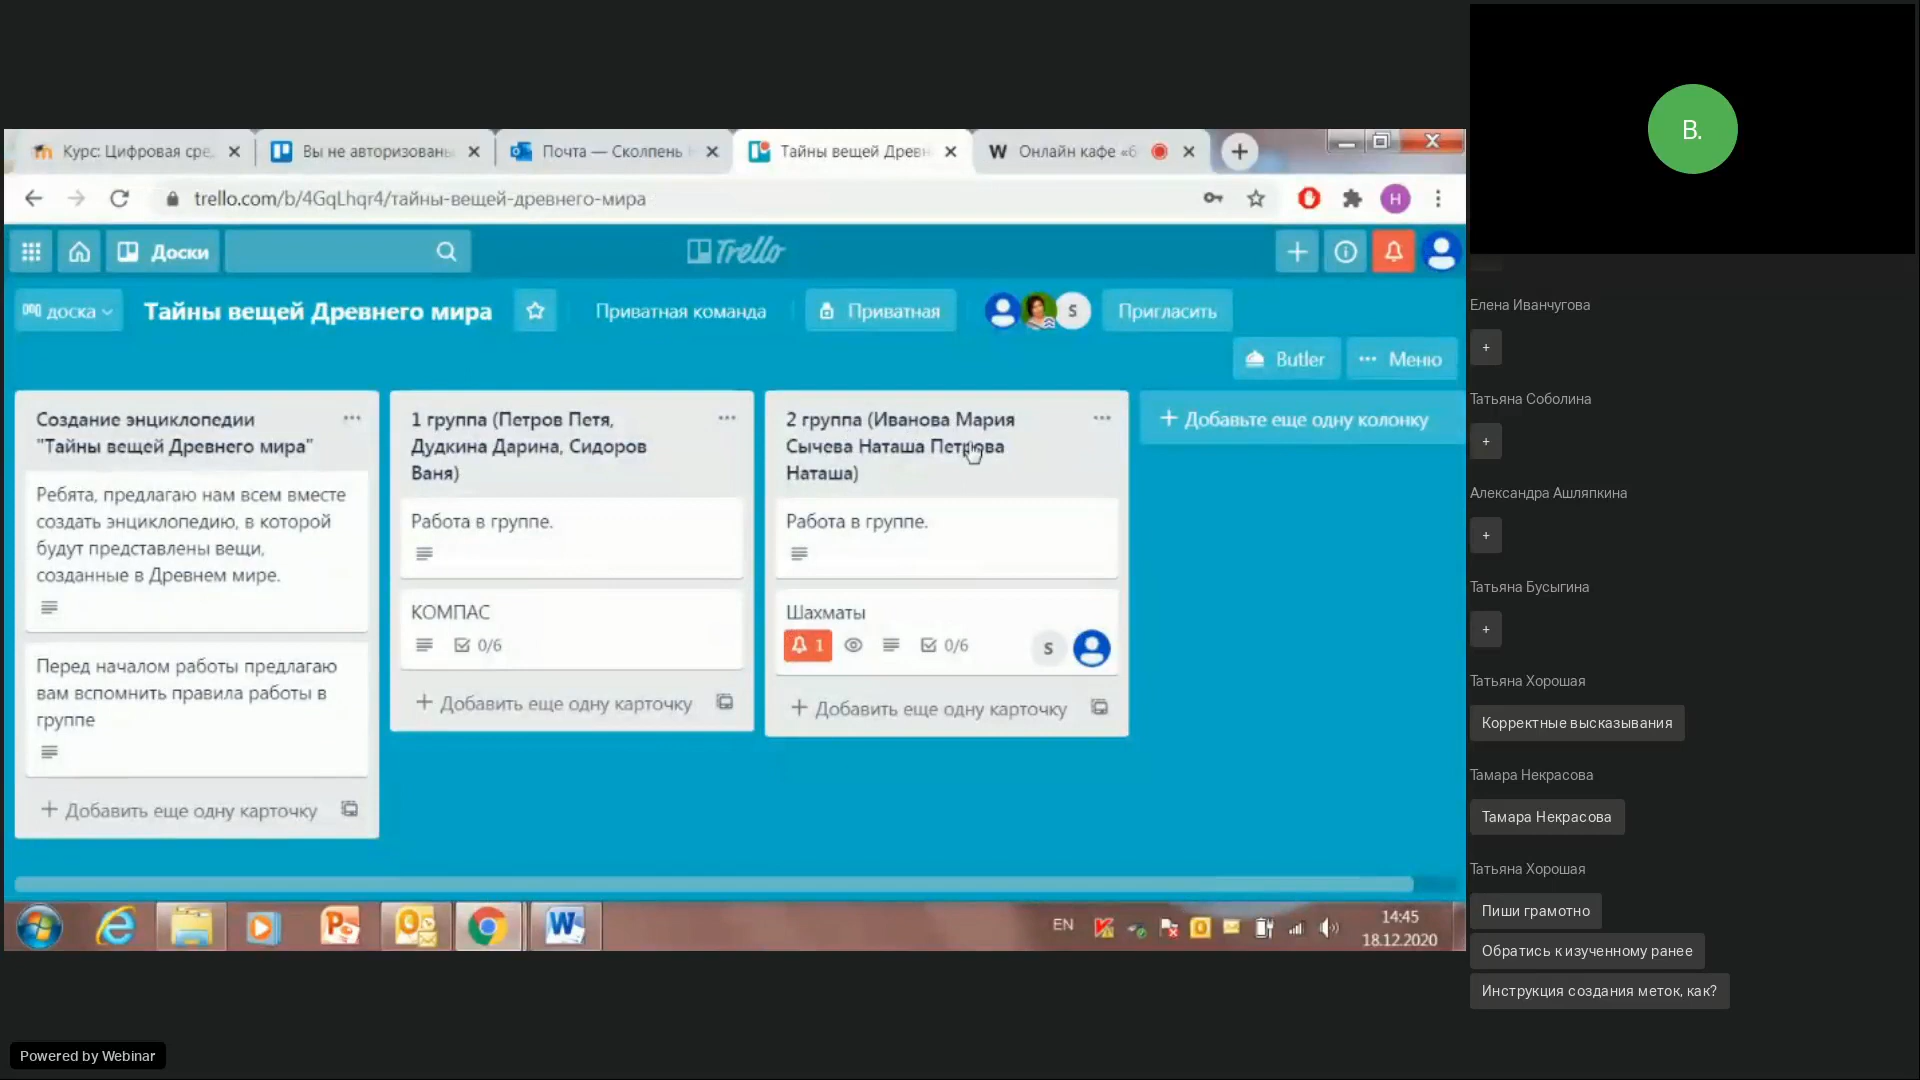 Курс: Цифровая сре
Вы не авторизованы
Почта — Сколпень
Тайны вещей Древн
Онлайн кафе «б
trello.com/b/4GqLhqr4/тайны-вещей-древнего-мира
H
Доски
Trello
доска
Тайны вещей Древнего мира
Приватная команда
Приватная
S
Пригласить
Butler
Меню
Создание энциклопедии
"Тайны вещей Древнего мира"
Ребята, предлагаю нам всем вместе
создать энциклопедию, в которой
будут представлены вещи,
созданные в Древнем мире.
Перед началом работы предлагаю
вам вспомнить правила работы в
группе
+ Добавить еще одну карточку
1 группа (Петров Петя,
Дудкина Дарина, Сидоров
Ваня)
Работа в группе.
КОМПАС
0/6
+ Добавить еще одну карточку
2 группа (Иванова Мария
Сычева Наташа Петрова
Наташа)
Работа в группе.
Шахматы
1
0/6
S
+ Добавить еще одну карточку
+ Добавьте еще одну колонку
EN
14:45
18.12.2020
В.
Елена Иванчугова
+
Татьяна Соболина
+
Александра Ашляпкина
+
Татьяна Бусыгина
+
Татьяна Хорошая
Корректные высказывания
Тамара Некрасова
Тамара Некрасова
Татьяна Хорошая
Пиши грамотно
Обратись к изученному ранее
Инструкция создания меток, как?
Powered by Webinar